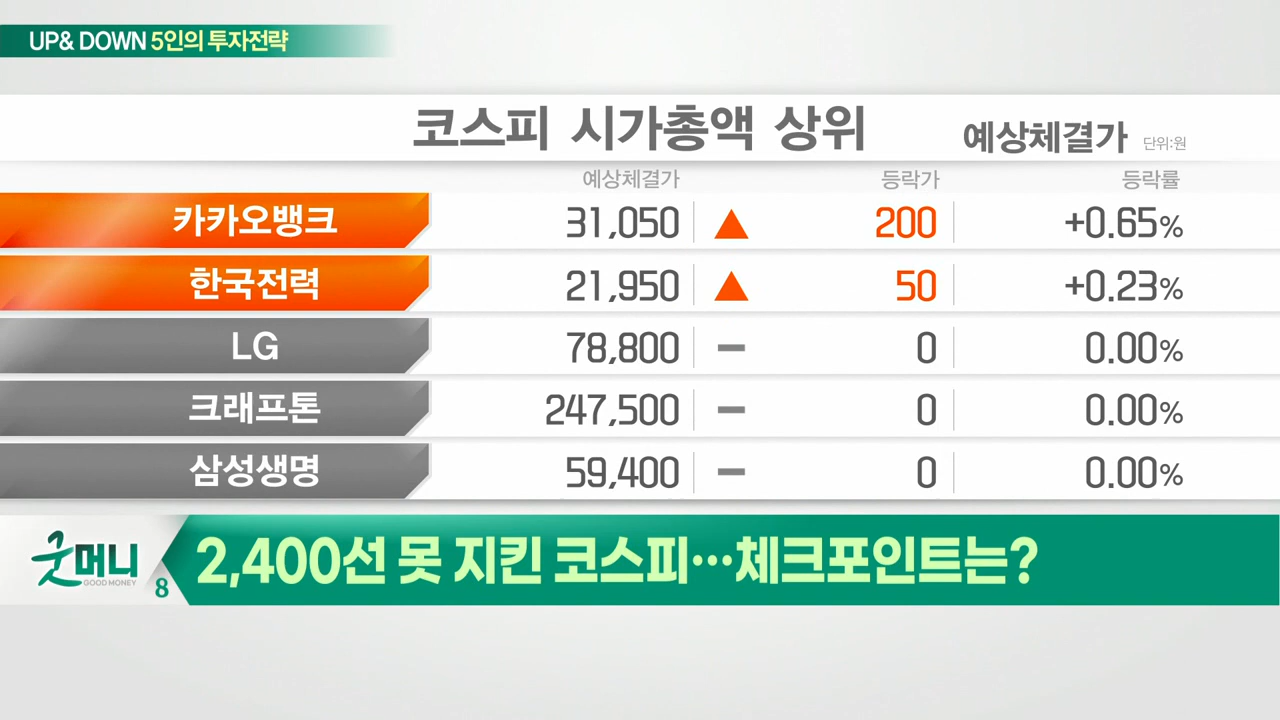 UP& DOWN 5인의 투자전략
코스피 시가총액 상위 예상체결가 단위:원
예상체결가 등락가 등락률
카카오뱅크 31,050 ▲ 200 +0.65%
한국전력 21,950 ▲ 50 +0.23%
LG 78,800 – 0 0.00%
크래프톤 247,500 – 0 0.00%
삼성생명 59,400 – 0 0.00%
굿머니 GOOD MONEY 8
2,400선 못 지킨 코스피…체크포인트는?